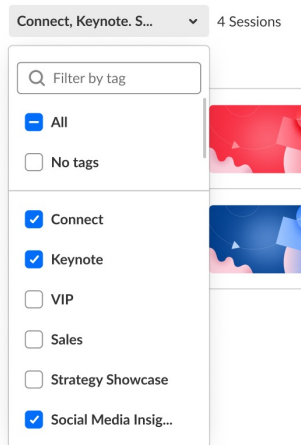 Connect, Keynote. S... 4 Sessions
Filter by tag
All
No tags
Connect
Keynote
VIP
Sales
Strategy Showcase
Social Media Insig...